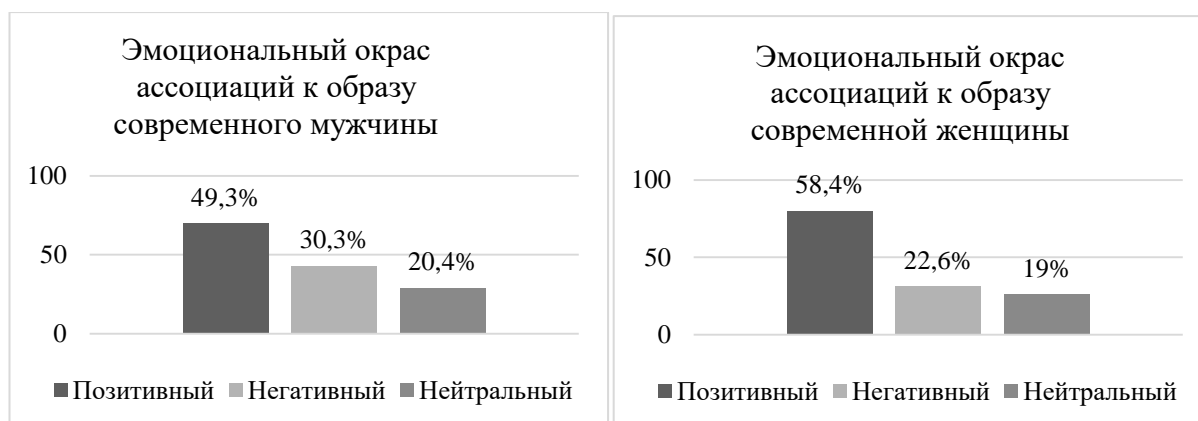 Эмоциональный окрас
ассоциаций к образу
современного мужчины
100
49,3%
30,3%
50
20,4%
0
Позитивный Негативный Нейтральный
Эмоциональный окрас
ассоциаций к образу
современной женщины
100
58,4%
50
22,6%
19%
0
Позитивный Негативный Нейтральный